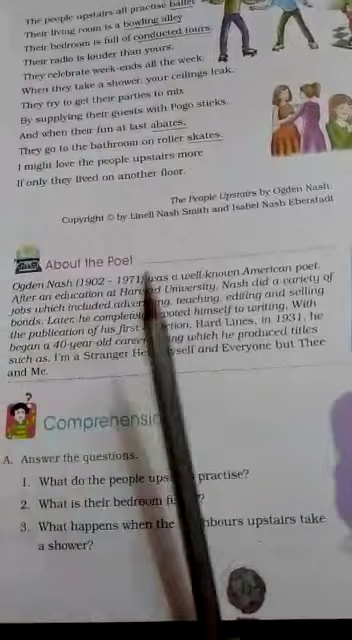 The people upstairs all practise ballet
Their living room is a bowling alley
Their bedroom is full of conducted tours.
Their radio is louder than yours.
They celebrate week-ends all the week.
When they take a shower, your ceilings leak.
They try to get their parties to mix
By supplying their guests with Pogo sticks.
And when their fun at last abates,
They go to the bathroom on roller skates.
I might love the people upstairs more
If only they lived on another floor.
The People Upstairs by Ogden Nash.
Copyright © by Linell Nash Smith and Isabel Nash Eberstadt
About the Poet
Ogden Nash (1902 - 1971) was a well-known American poet.
After an education at Harvard University, Nash did a variety of
jobs which included advertising, teaching, editing and selling
bonds. Later, he completely devoted himself to writing. With
the publication of his first collection, Hard Lines, in 1931, he
began a 40-year-old career during which he produced titles
such as, I'm a Stranger Here Myself and Everyone but Thee
and Me.
Comprehension
A. Answer the questions.
1. What do the people upstairs practise?
2. What is their bedroom full of?
3. What happens when the neighbours upstairs take
a shower?